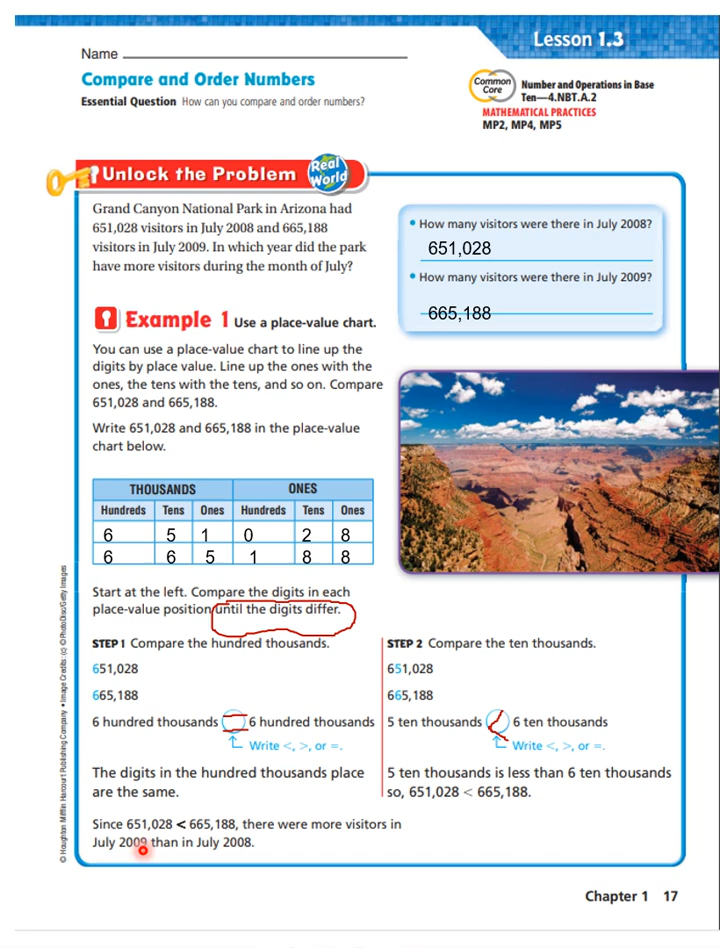 Lesson 1.3
Name
Compare and Order Numbers
Essential Question How can you compare and order numbers?
Common Core
Number and Operations in Base
Ten—4.NBT.A.2
MATHEMATICAL PRACTICES
MP2, MP4, MP5
Unlock the Problem Real World
Grand Canyon National Park in Arizona had
651,028 visitors in July 2008 and 665,188
visitors in July 2009. In which year did the park
have more visitors during the month of July?
• How many visitors were there in July 2008?
651,028
• How many visitors were there in July 2009?
665,188
Example 1 Use a place-value chart.
You can use a place-value chart to line up the
digits by place value. Line up the ones with the
ones, the tens with the tens, and so on. Compare
651,028 and 665,188.
Write 651,028 and 665,188 in the place-value
chart below.
THOUSANDS ONES
Hundreds Tens Ones Hundreds Tens Ones
6 5 1 0 2 8
6 6 5 1 8 8
Start at the left. Compare the digits in each
place-value position until the digits differ.
STEP 1 Compare the hundred thousands.
651,028
665,188
6 hundred thousands = 6 hundred thousands
Write <, >, or =.
The digits in the hundred thousands place
are the same.
STEP 2 Compare the ten thousands.
651,028
665,188
5 ten thousands < 6 ten thousands
Write <, >, or =.
5 ten thousands is less than 6 ten thousands
so, 651,028 < 665,188.
Since 651,028 < 665,188, there were more visitors in
July 2009 than in July 2008.
© Houghton Mifflin Harcourt Publishing Company • Image Credits: (c) ©PhotoDisc/Getty Images
Chapter 1 17